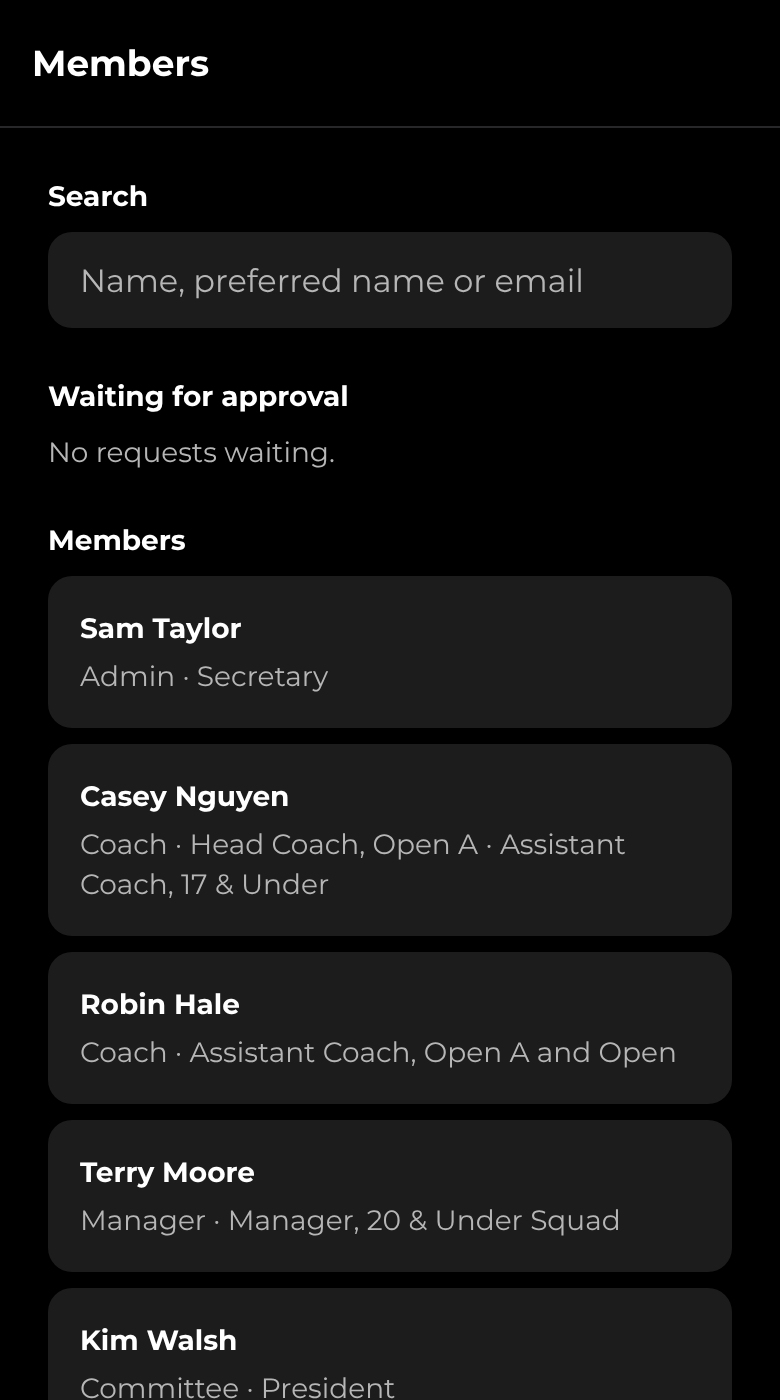 Members
Search
Name, preferred name or email
Waiting for approval
No requests waiting.
Members
Sam Taylor
Admin · Secretary
Casey Nguyen
Coach · Head Coach, Open A · Assistant
Coach, 17 & Under
Robin Hale
Coach · Assistant Coach, Open A and Open
Terry Moore
Manager · Manager, 20 & Under Squad
Kim Walsh
Committee · President